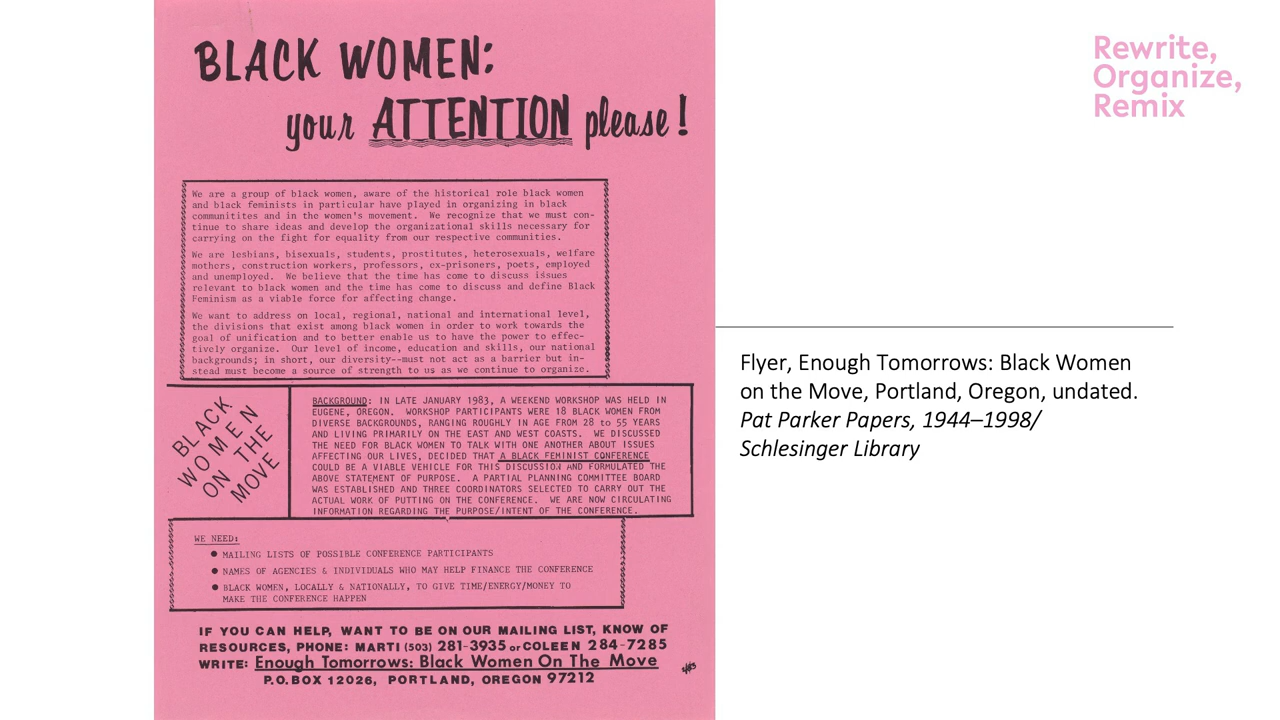 BLACK WOMEN:
your ATTENTION please!
We are a group of black women, aware of the historical role black women
and black feminists in particular have played in organizing in black
communitites and in the women's movement. We recognize that we must con-
tinue to share ideas and develop the organizational skills necessary for
carrying on the fight for equality from our respective communities.
We are lesbians, bisexuals, students, prostitutes, heterosexuals, welfare
mothers, construction workers, professors, ex-prisoners, poets, employed
and unemployed. We believe that the time has come to discuss issues
relevant to black women and the time has come to discuss and define Black
Feminism as a viable force for affecting change.
We want to address on local, regional, national and international level,
the divisions that exist among black women in order to work towards the
goal of unification and to better enable us to have the power to effec-
tively organize. Our level of income, education and skills, our national
backgrounds; in short, our diversity--must not act as a barrier but in-
stead must become a source of strength to us as we continue to organize.
BLACK
WOMEN
ON THE
MOVE
BACKGROUND: IN LATE JANUARY 1983, A WEEKEND WORKSHOP WAS HELD IN
EUGENE, OREGON. WORKSHOP PARTICIPANTS WERE 18 BLACK WOMEN FROM
DIVERSE BACKGROUNDS, RANGING ROUGHLY IN AGE FROM 28 to 55 YEARS
AND LIVING PRIMARILY ON THE EAST AND WEST COASTS. WE DISCUSSED
THE NEED FOR BLACK WOMEN TO TALK WITH ONE ANOTHER ABOUT ISSUES
AFFECTING OUR LIVES, DECIDED THAT A BLACK FEMINIST CONFERENCE
COULD BE A VIABLE VEHICLE FOR THIS DISCUSSION AND FORMULATED THE
ABOVE STATEMENT OF PURPOSE. A PARTIAL PLANNING COMMITTEE BOARD
WAS ESTABLISHED AND THREE COORDINATORS SELECTED TO CARRY OUT THE
ACTUAL WORK OF PUTTING ON THE CONFERENCE. WE ARE NOW CIRCULATING
INFORMATION REGARDING THE PURPOSE/INTENT OF THE CONFERENCE.
WE NEED:
● MAILING LISTS OF POSSIBLE CONFERENCE PARTICIPANTS
● NAMES OF AGENCIES & INDIVIDUALS WHO MAY HELP FINANCE THE CONFERENCE
● BLACK WOMEN, LOCALLY & NATIONALLY, TO GIVE TIME/ENERGY/MONEY TO
MAKE THE CONFERENCE HAPPEN
IF YOU CAN HELP, WANT TO BE ON OUR MAILING LIST, KNOW OF
RESOURCES, PHONE: MARTI (503) 281-3935 or COLEEN 284-7285
WRITE: Enough Tomorrows: Black Women On The Move
P.O. BOX 12026, PORTLAND, OREGON 97212
Rewrite,
Organize,
Remix
Flyer, Enough Tomorrows: Black Women
on the Move, Portland, Oregon, undated.
Pat Parker Papers, 1944–1998/
Schlesinger Library